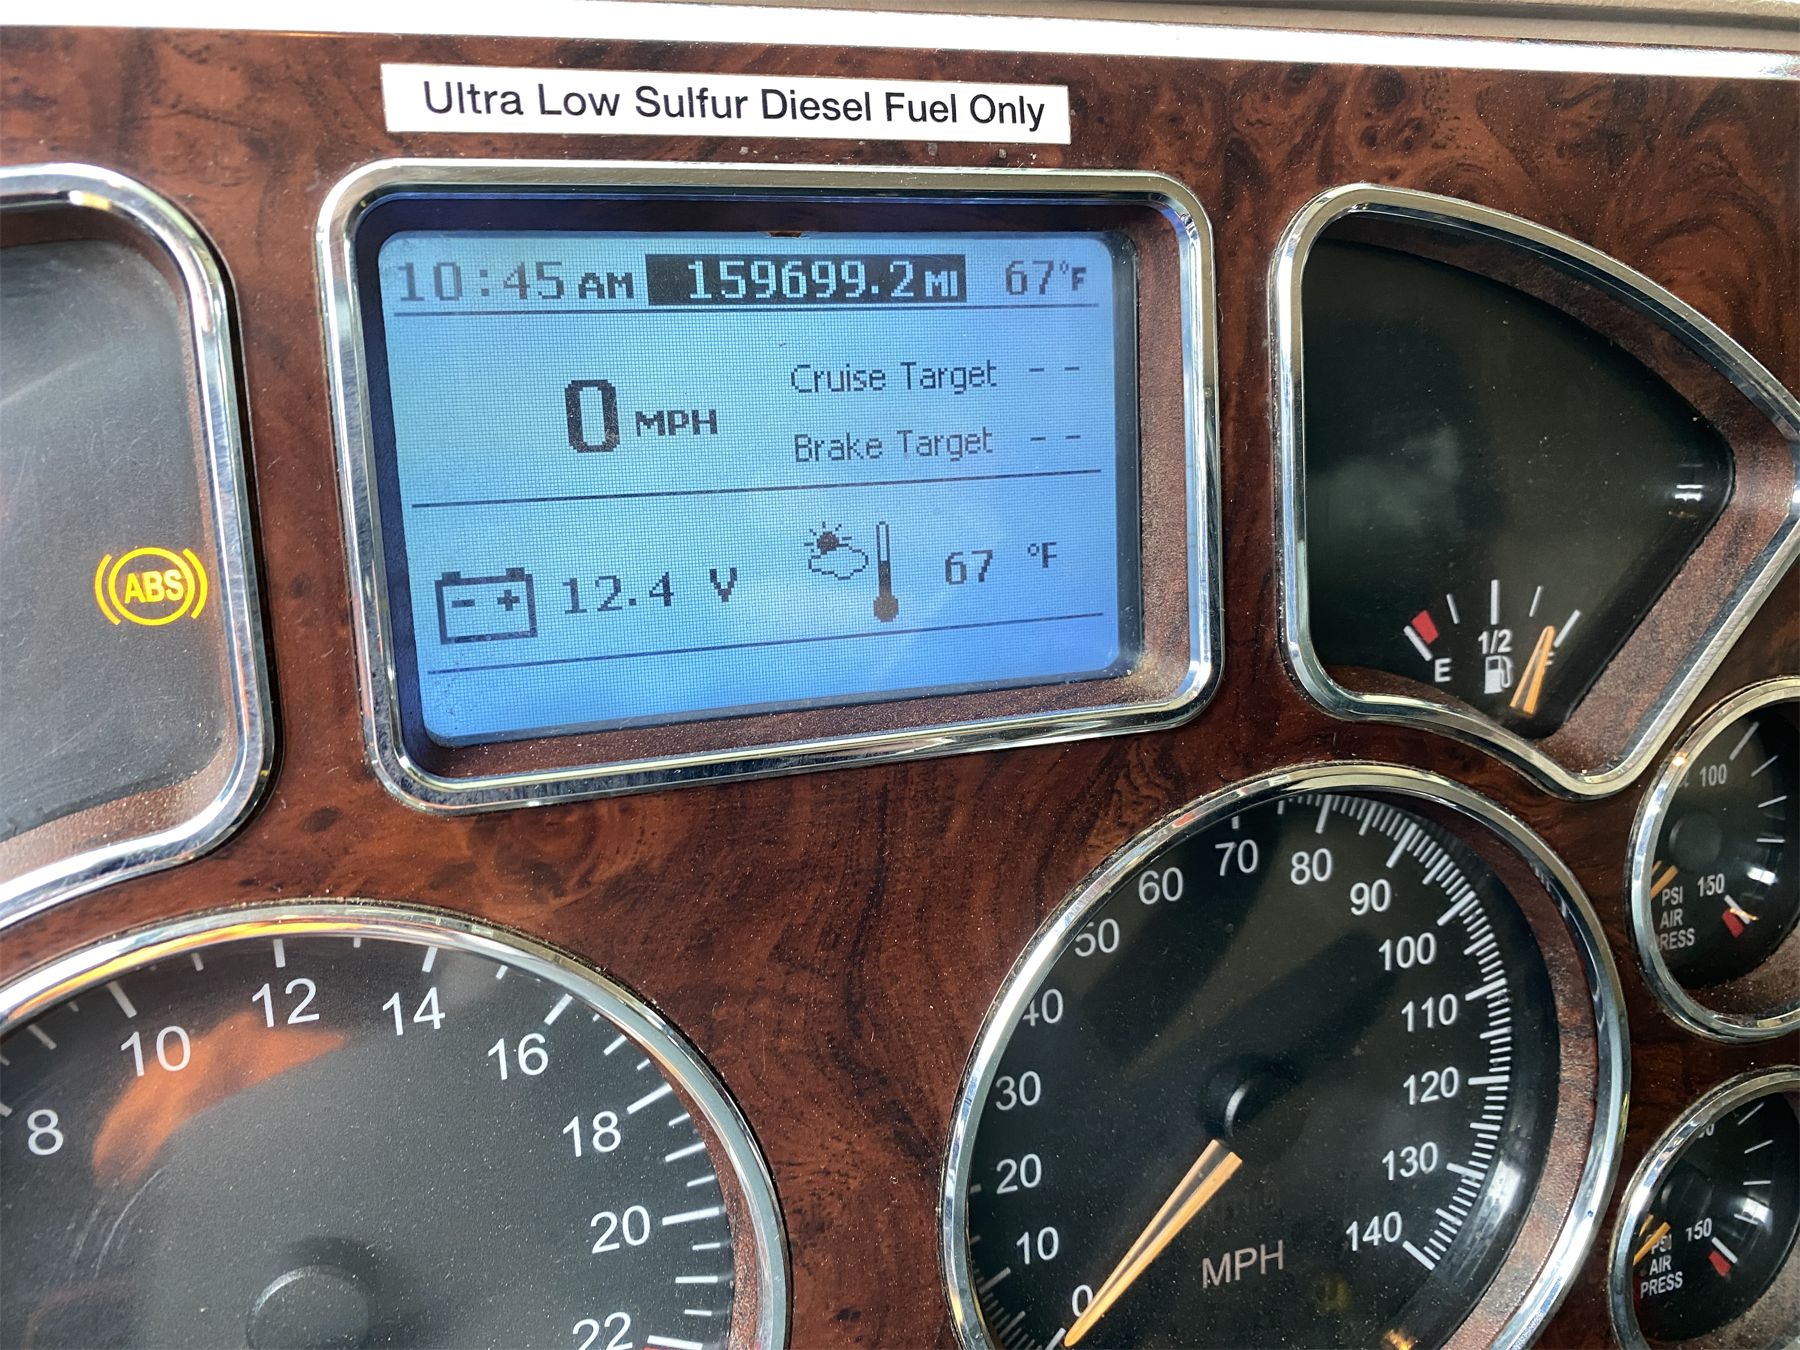 Ultra Low Sulfur Diesel Fuel Only
10:45 AM 159699.2 MI 67°F
0 MPH
Cruise Target --
Brake Target --
ABS
- + 12.4 V 67 °F
E 1/2
100
150
PSI
AIR
PRESS
8 10 12 14 16 18 20 22
0 10 20 30 40 50 60 70 80 90 100 110 120 130 140
MPH
150
PSI
AIR
PRESS